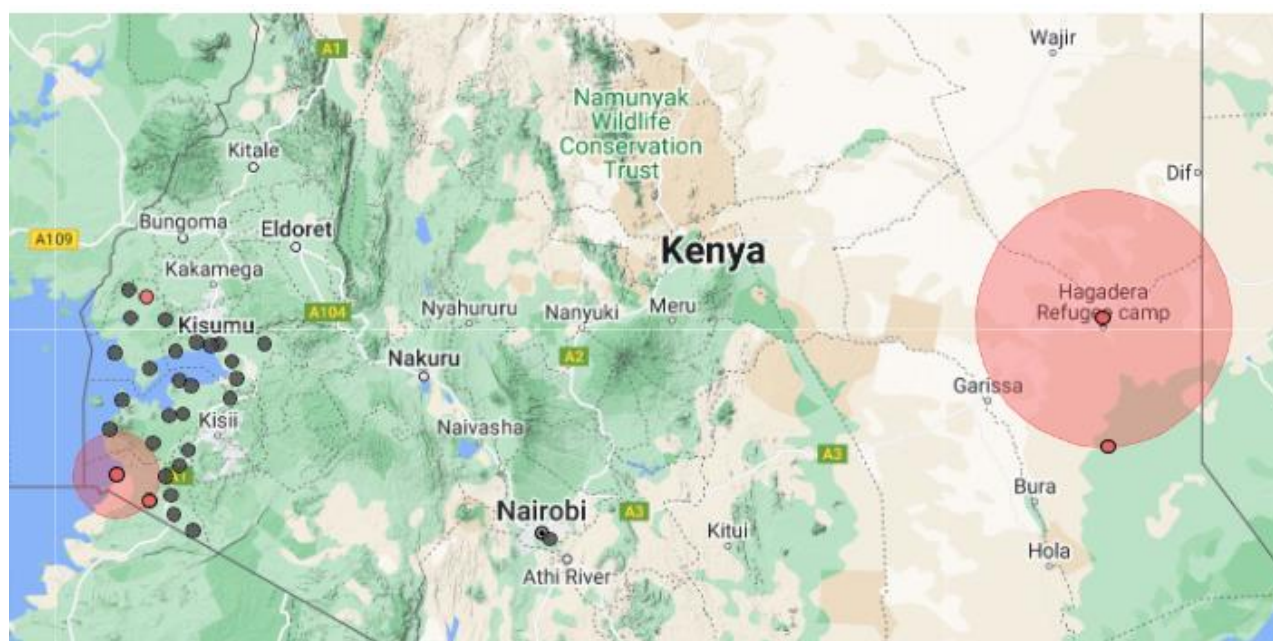 A1
Wajir
Namunyak
Wildlife
Conservation
Trust
Kitale
Dif
Bungoma
Eldoret
A109
Kenya
Kakamega
Hagadera
Refugee camp
Kisumu
A104
Nyahururu
Nanyuki
Meru
Nakuru
A2
Garissa
Kisii
Naivasha
A3
A1
Bura
Nairobi
A3
Kitui
Hola
Athi River